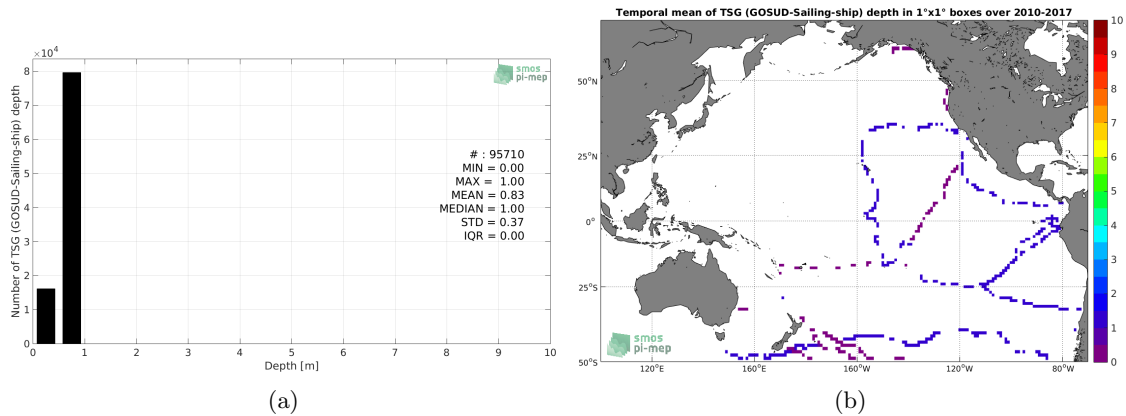 ×10⁴
8
7
6
5
4
3
2
1
0
Number of TSG (GOSUD-Sailing-ship) depth
smos
pi-mep
# : 95710
MIN = 0.00
MAX = 1.00
MEAN = 0.83
MEDIAN = 1.00
STD = 0.37
IQR = 0.00
0 1 2 3 4 5 6 7 8 9 10
Depth [m]
(a)
Temporal mean of TSG (GOSUD-Sailing-ship) depth in 1°x1° boxes over 2010-2017
50°N
25°N
0°
25°S
50°S
120°E 160°E 160°W 120°W 80°W
smos
pi-mep
10
9
8
7
6
5
4
3
2
1
0
(b)